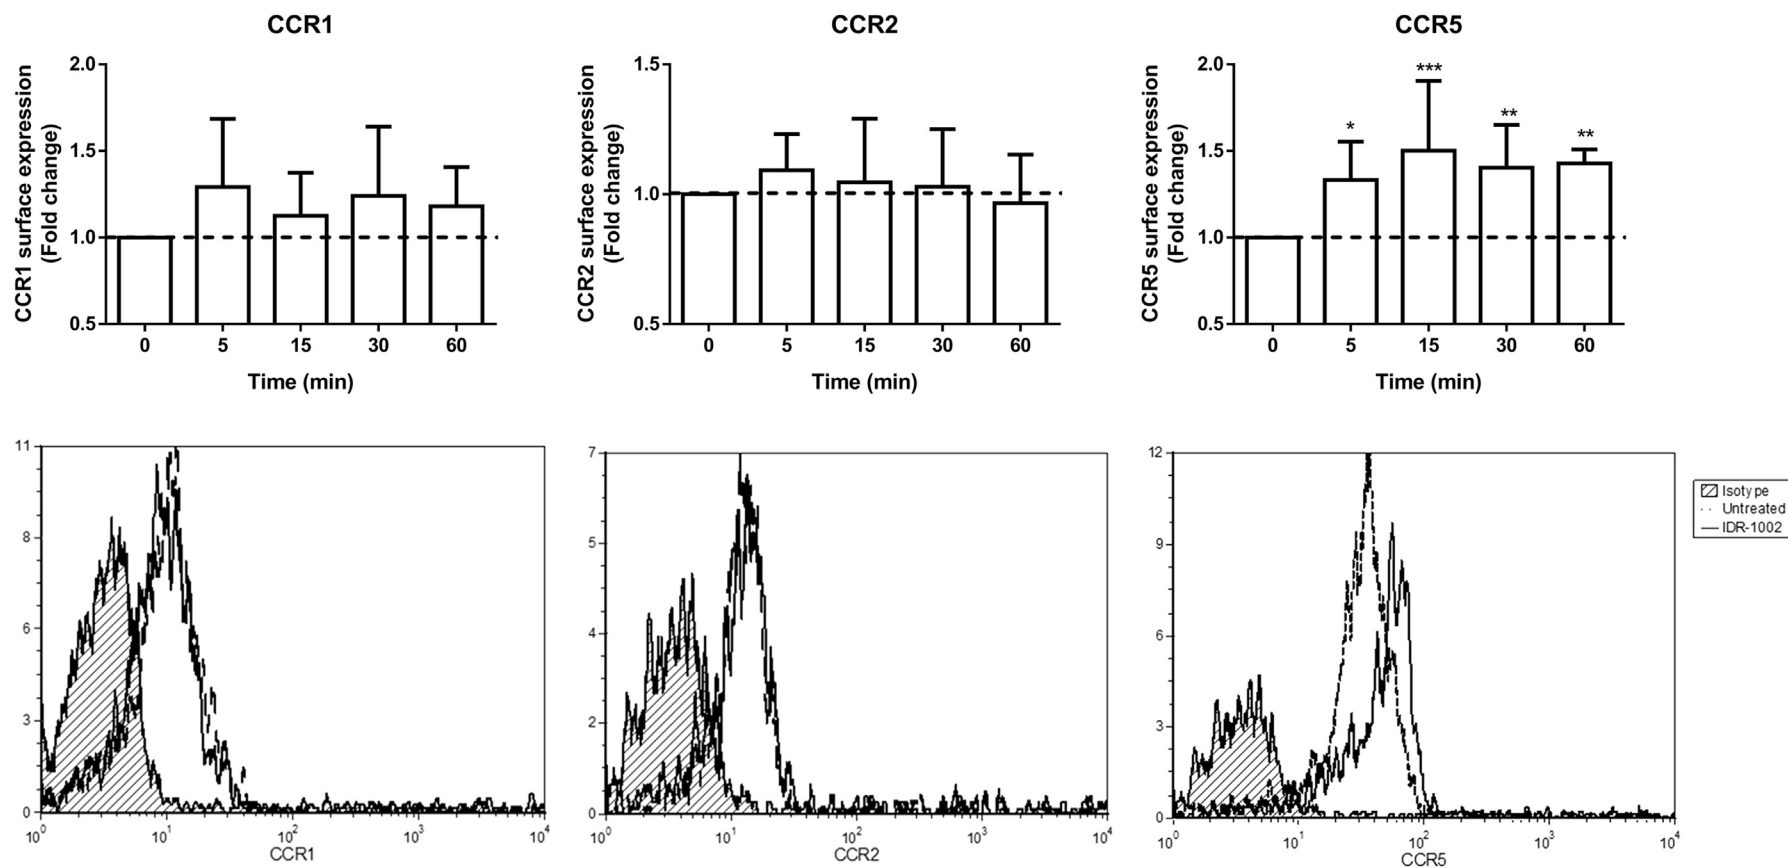 CCR1
CCR1 surface expression
(Fold change)
2.0
1.5
1.0
0.5
0 5 15 30 60
Time (min)
CCR2
CCR2 surface expression
(Fold change)
1.5
1.0
0.5
0 5 15 30 60
Time (min)
CCR5
CCR5 surface expression
(Fold change)
2.0
1.5
1.0
0.5
* *** ** **
0 5 15 30 60
Time (min)
11
8
6
3
0
10^0 10^1 10^2 10^3 10^4
CCR1
7
5
4
2
0
10^0 10^1 10^2 10^3 10^4
CCR2
12
9
6
3
0
10^0 10^1 10^2 10^3 10^4
CCR5
Isotype
Untreated
IDR-1002